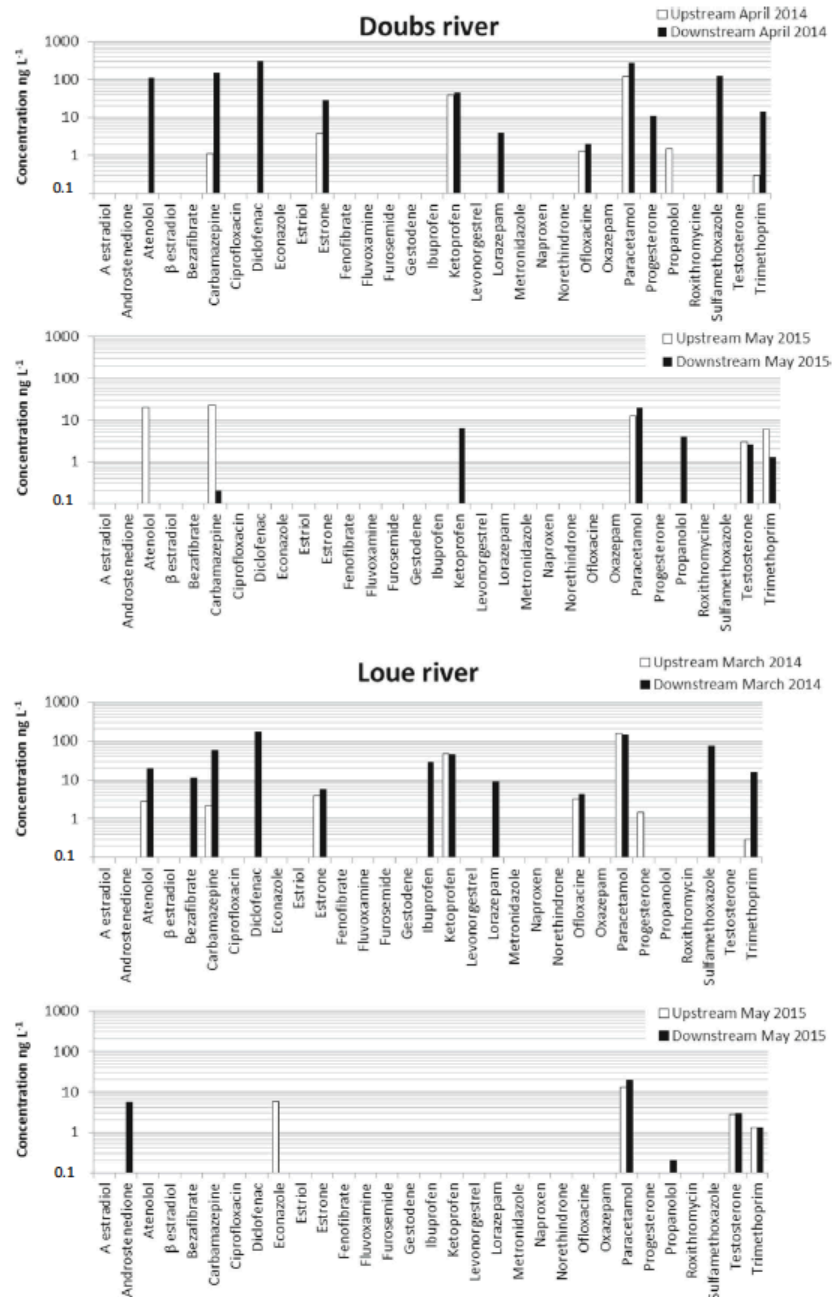 Doubs river
□ Upstream April 2014
■ Downstream April 2014
Concentration ng L⁻¹
1000
100
10
1
0.1
A estradiol
Androstenedione
Atenolol
β estradiol
Bezafibrate
Carbamazepine
Ciprofloxacin
Diclofenac
Econazole
Estriol
Estrone
Fenofibrate
Fluvoxamine
Furosemide
Gestodene
Ibuprofen
Ketoprofen
Levonorgestrel
Lorazepam
Metronidazole
Naproxen
Norethindrone
Ofloxacine
Oxazepam
Paracetamol
Progesterone
Propanolol
Roxithromycine
Sulfamethoxazole
Testosterone
Trimethoprim
□ Upstream May 2015
■ Downstream May 2015
Concentration ng L⁻¹
1000
100
10
1
0.1
A estradiol
Androstenedione
Atenolol
β estradiol
Bezafibrate
Carbamazepine
Ciprofloxacin
Diclofenac
Econazole
Estriol
Estrone
Fenofibrate
Fluvoxamine
Furosemide
Gestodene
Ibuprofen
Ketoprofen
Levonorgestrel
Lorazepam
Metronidazole
Naproxen
Norethindrone
Ofloxacine
Oxazepam
Paracetamol
Progesterone
Propanolol
Roxithromycine
Sulfamethoxazole
Testosterone
Trimethoprim
Loue river
□ Upstream March 2014
■ Downstream March 2014
Concentration ng L⁻¹
1000
100
10
1
0.1
A estradiol
Androstenedione
Atenolol
β estradiol
Bezafibrate
Carbamazepine
Ciprofloxacin
Diclofenac
Econazole
Estriol
Estrone
Fenofibrate
Fluvoxamine
Furosemide
Gestodene
Ibuprofen
Ketoprofen
Levonorgestrel
Lorazepam
Metronidazole
Naproxen
Norethindrone
Ofloxacine
Oxazepam
Paracetamol
Progesterone
Propanolol
Roxithromycin
Sulfamethoxazole
Testosterone
Trimethoprim
□ Upstream May 2015
■ Downstream May 2015
Concentration ng L⁻¹
1000
100
10
1
0.1
A estradiol
Androstenedione
Atenolol
β estradiol
Bezafibrate
Carbamazepine
Ciprofloxacin
Diclofenac
Econazole
Estriol
Estrone
Fenofibrate
Fluvoxamine
Furosemide
Gestodene
Ibuprofen
Ketoprofen
Levonorgestrel
Lorazepam
Metronidazole
Naproxen
Norethindrone
Ofloxacine
Oxazepam
Paracetamol
Progesterone
Propanolol
Roxithromycin
Sulfamethoxazole
Testosterone
Trimethoprim